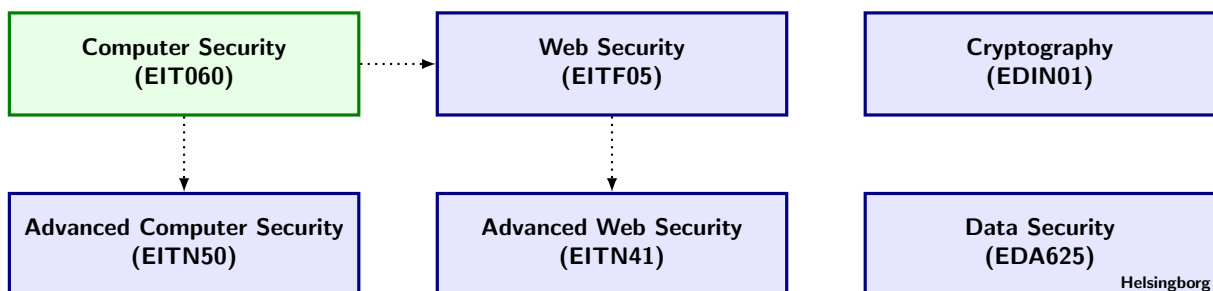 Computer Security
(EIT060)
Web Security
(EITF05)
Cryptography
(EDIN01)
Advanced Computer Security
(EITN50)
Advanced Web Security
(EITN41)
Data Security
(EDA625)
Helsingborg